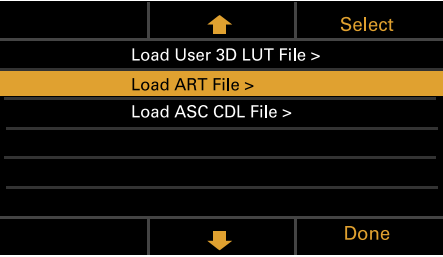 Select
Load User 3D LUT File >
Load ART File >
Load ASC CDL File >
Done